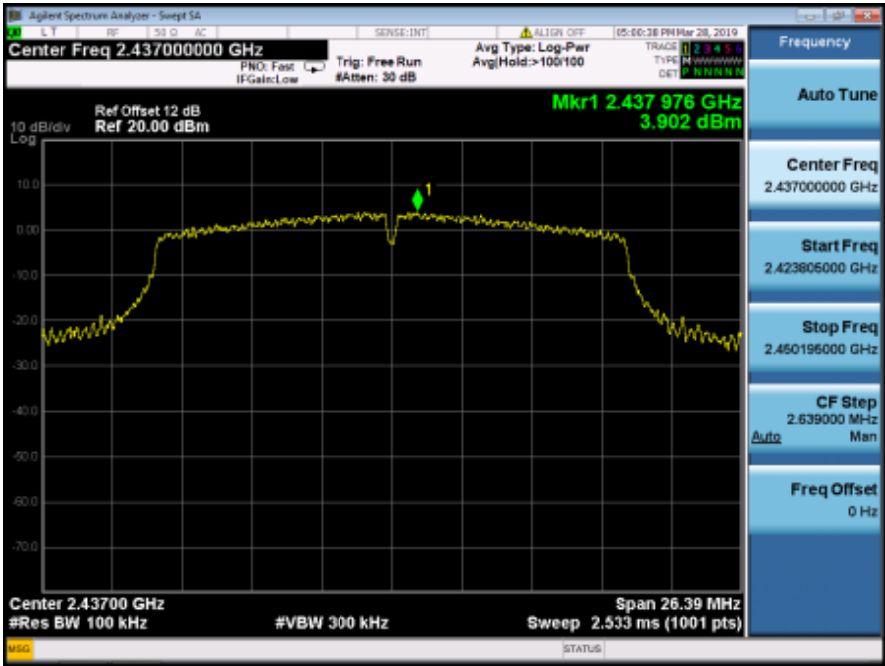 Agilent Spectrum Analyzer - Swept SA
LT RF 50 Ω AC SENSE:INT ALIGN OFF 05:00:38 PM Mar 28, 2019
Center Freq 2.437000000 GHz
PNO: Fast
IFGain:Low
Trig: Free Run
#Atten: 30 dB
Avg Type: Log-Pwr
Avg|Hold:>100/100
TRACE 1 2 3 4 5 6
TYPE M WWWWW
DET P N N N N N
Frequency
Auto Tune
Center Freq
2.437000000 GHz
Start Freq
2.423805000 GHz
Stop Freq
2.450195000 GHz
CF Step
2.639000 MHz
Auto Man
Freq Offset
0 Hz
Mkr1 2.437 976 GHz
3.902 dBm
Ref Offset 12 dB
10 dB/div Ref 20.00 dBm
Log
1
10.0
0.00
-10.0
-20.0
-30.0
-40.0
-50.0
-60.0
-70.0
Center 2.43700 GHz Span 26.39 MHz
#Res BW 100 kHz #VBW 300 kHz Sweep 2.533 ms (1001 pts)
MSG STATUS